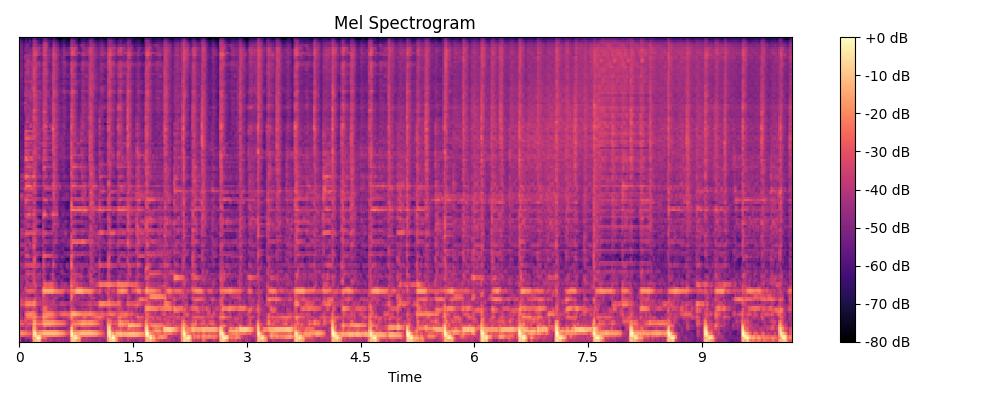 Mel Spectrogram
+0 dB
-10 dB
-20 dB
-30 dB
-40 dB
-50 dB
-60 dB
-70 dB
-80 dB
0 1.5 3 4.5 6 7.5 9
Time